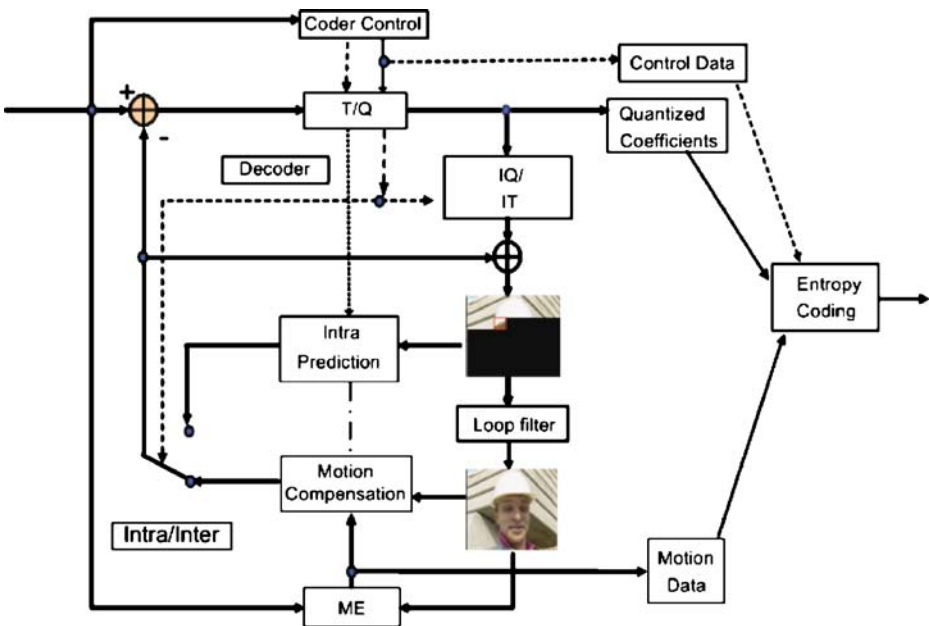 Coder Control
Control Data
+
T/Q
Quantized
Coefficients
-
Decoder
IQ/
IT
Entropy
Coding
Intra
Prediction
Loop filter
Motion
Compensation
Intra/Inter
Motion
Data
ME